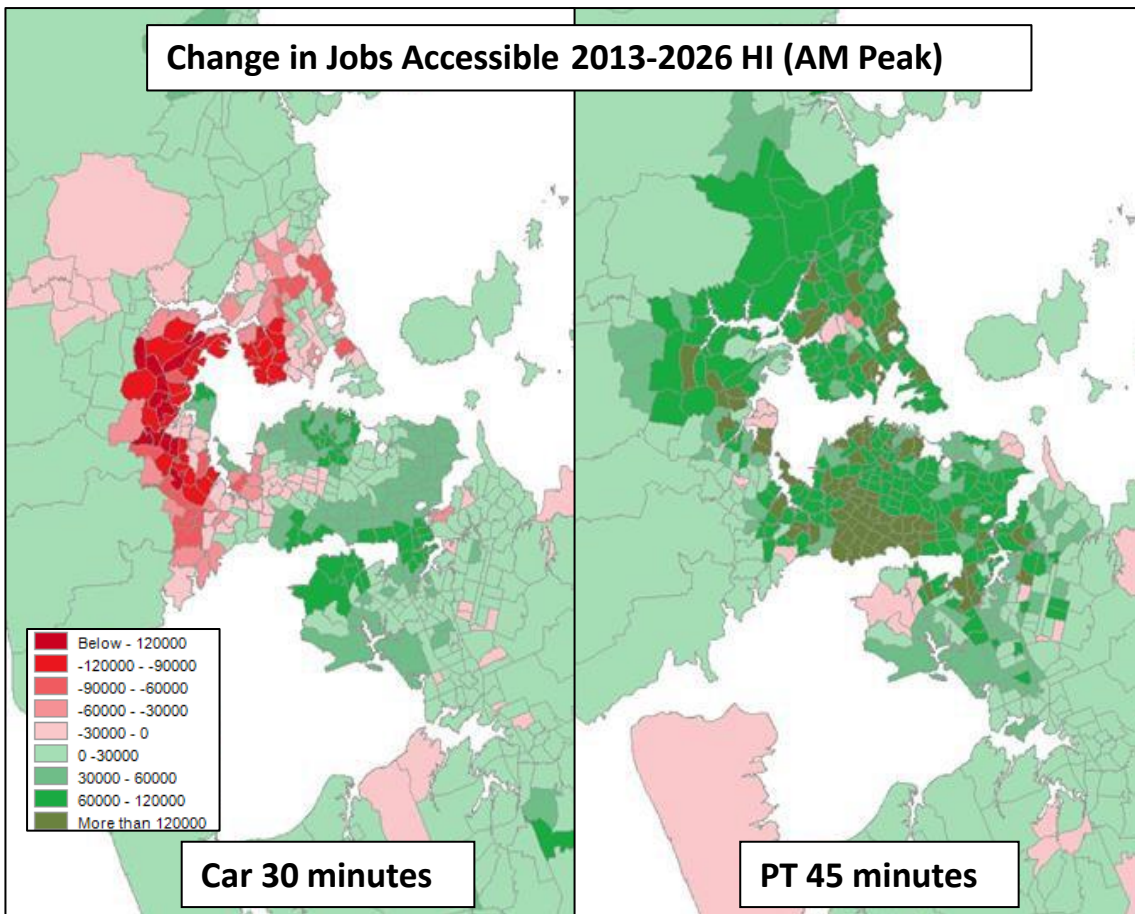 Change in Jobs Accessible 2013-2026 HI (AM Peak)
Below - 120000
-120000 - -90000
-90000 - -60000
-60000 - -30000
-30000 - 0
0 -30000
30000 - 60000
60000 - 120000
More than 120000
Car 30 minutes
PT 45 minutes